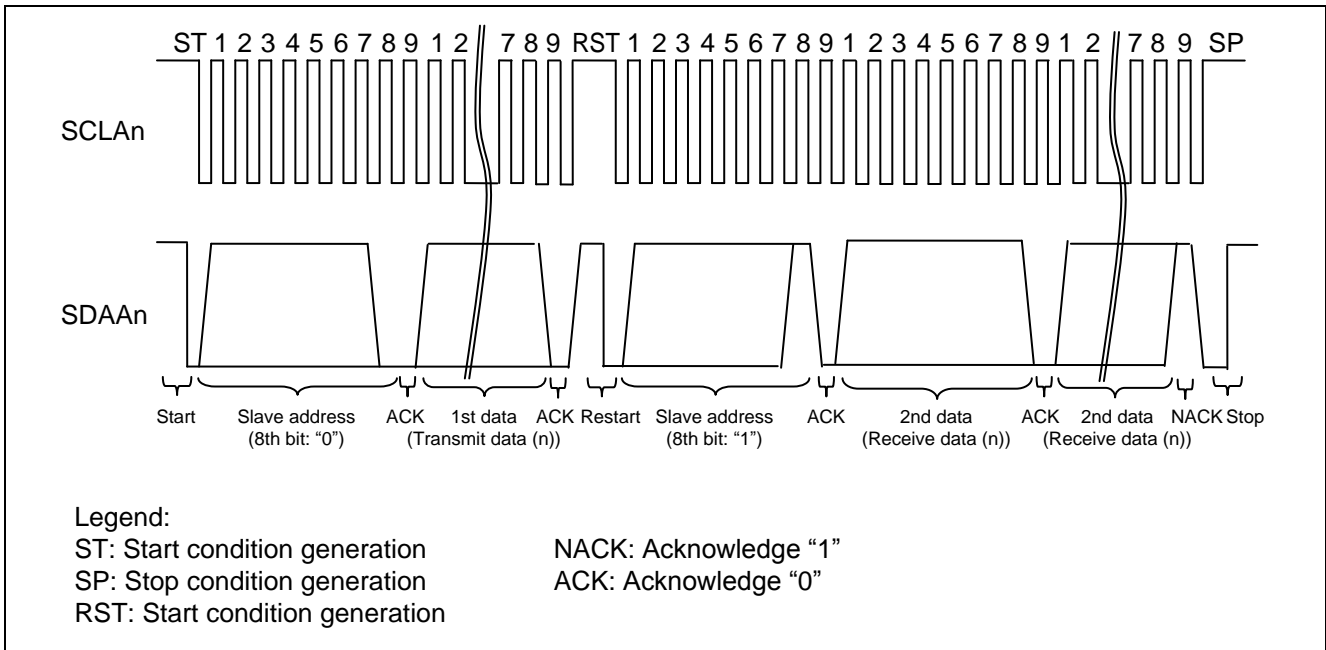 ST 1 2 3 4 5 6 7 8 9 1 2 7 8 9 RST 1 2 3 4 5 6 7 8 9 1 2 3 4 5 6 7 8 9 1 2 7 8 9 SP
SCLAn
SDAAn
Start Slave address ACK 1st data ACK Restart Slave address ACK 2nd data ACK 2nd data NACK Stop
(8th bit: “0”) (Transmit data (n)) (8th bit: “1”) (Receive data (n)) (Receive data (n))
Legend:
ST: Start condition generation NACK: Acknowledge “1”
SP: Stop condition generation ACK: Acknowledge “0”
RST: Start condition generation